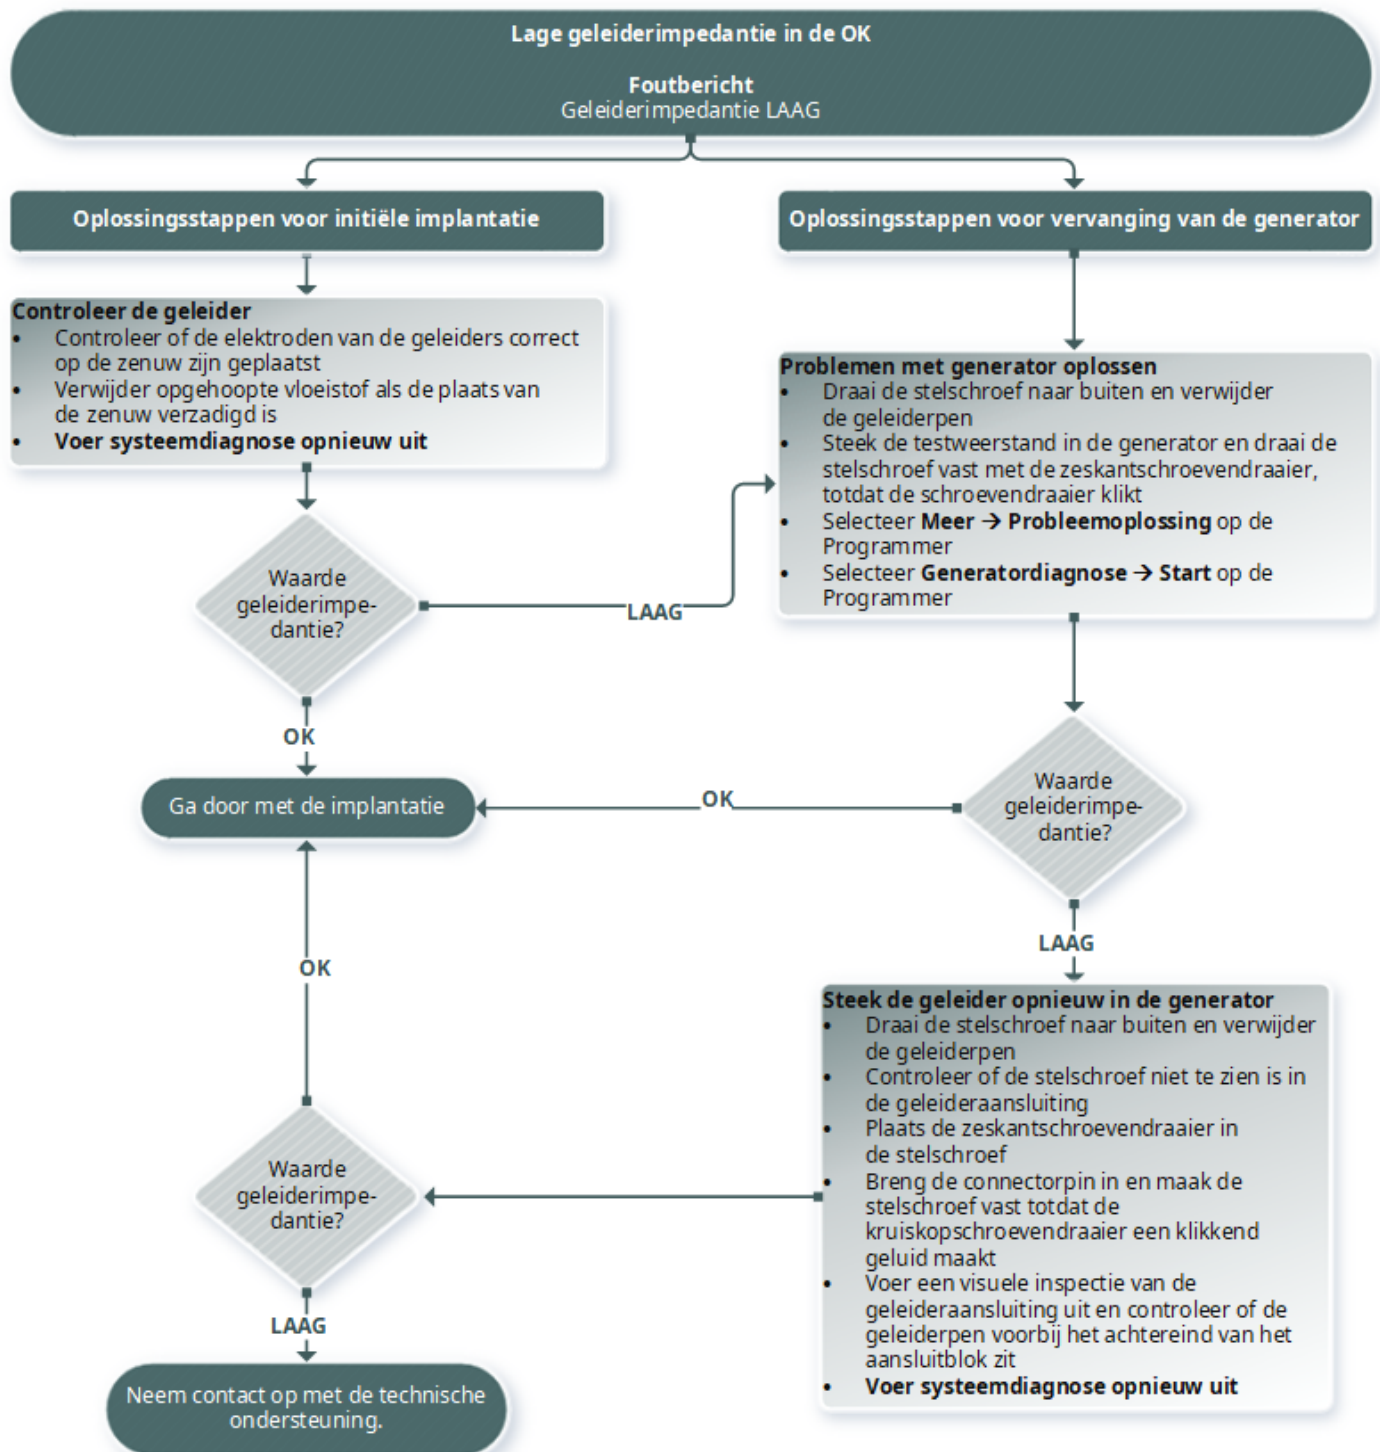 Lage geleiderimpedantie in de OK
Foutbericht
Geleiderimpedantie LAAG
Oplossingsstappen voor initiële implantatie
Oplossingsstappen voor vervanging van de generator
Controleer de geleider
• Controleer of de elektroden van de geleiders correct
op de zenuw zijn geplaatst
• Verwijder opgehoopte vloeistof als de plaats van
de zenuw verzadigd is
• Voer systeemdiagnose opnieuw uit
Problemen met generator oplossen
• Draai de stelschroef naar buiten en verwijder
de geleiderpen
• Steek de testweerstand in de generator en draai de
stelschroef vast met de zeskantschroevendraaier,
totdat de schroevendraaier klikt
• Selecteer Meer → Probleemoplossing op de
Programmer
• Selecteer Generatordiagnose → Start op de
Programmer
Waarde
geleiderimpe-
dantie?
LAAG
OK
Ga door met de implantatie
OK
Waarde
geleiderimpe-
dantie?
LAAG
OK
Steek de geleider opnieuw in de generator
• Draai de stelschroef naar buiten en verwijder
de geleiderpen
• Controleer of de stelschroef niet te zien is in
de geleideraansluiting
• Plaats de zeskantschroevendraaier in
de stelschroef
• Breng de connectorpin in en maak de
stelschroef vast totdat de
kruiskopschroevendraaier een klikkend
geluid maakt
• Voer een visuele inspectie van de
geleideraansluiting uit en controleer of de
geleiderpen voorbij het achtereind van het
aansluitblok zit
• Voer systeemdiagnose opnieuw uit
Waarde
geleiderimpe-
dantie?
LAAG
Neem contact op met de technische
ondersteuning.